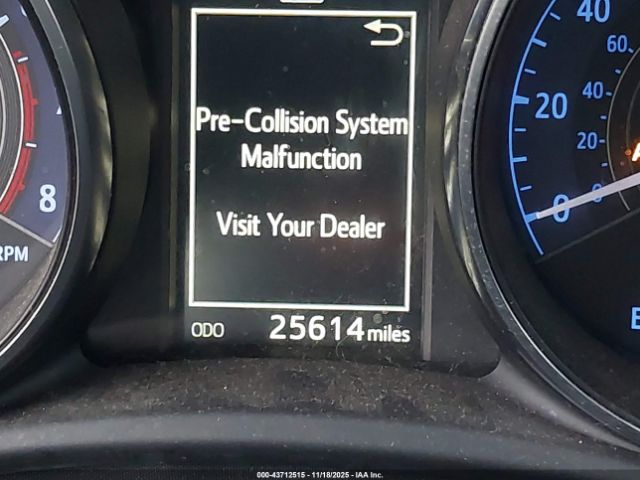 Pre-Collision System
Malfunction
Visit Your Dealer
ODO 25614 miles
8
RPM
40
20
0
60
40
20
0
000-43712515 - 11/18/2025 - IAA Inc.